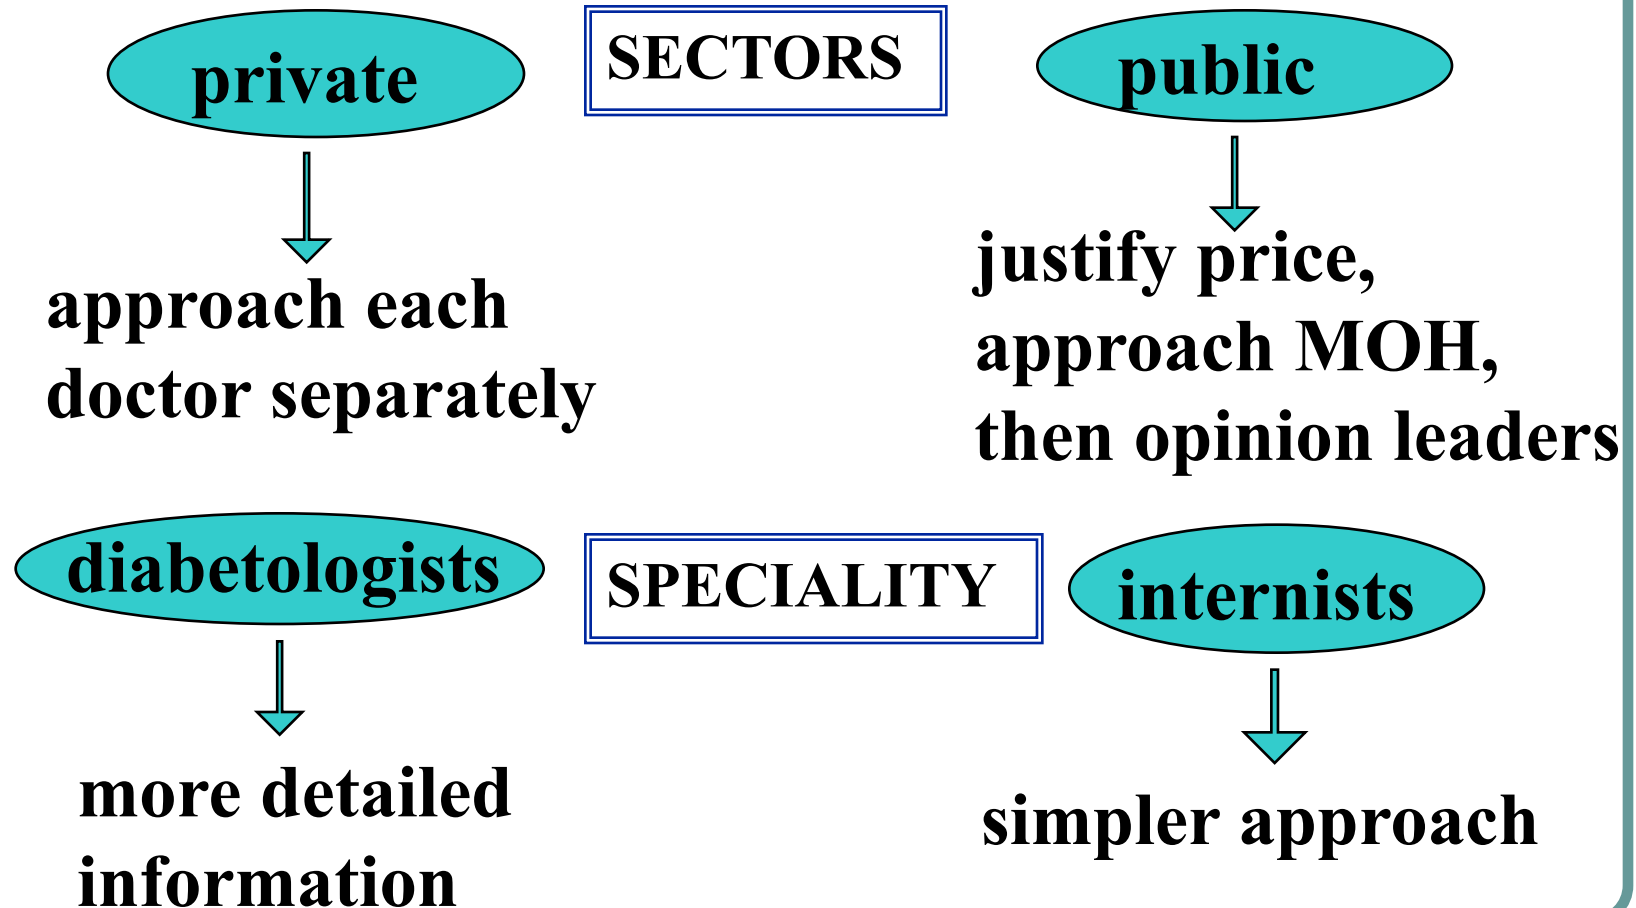 private
SECTORS
public
approach each
doctor separately
justify price,
approach MOH,
then opinion leaders
diabetologists
SPECIALITY
internists
more detailed
information
simpler approach